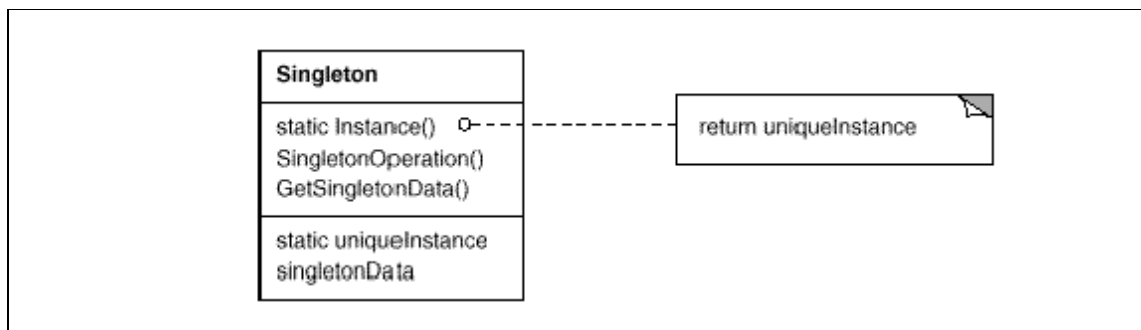 Singleton
static Instance()
return uniqueInstance
SingletonOperation()
GetSingletonData()
static uniqueInstance
singletonData